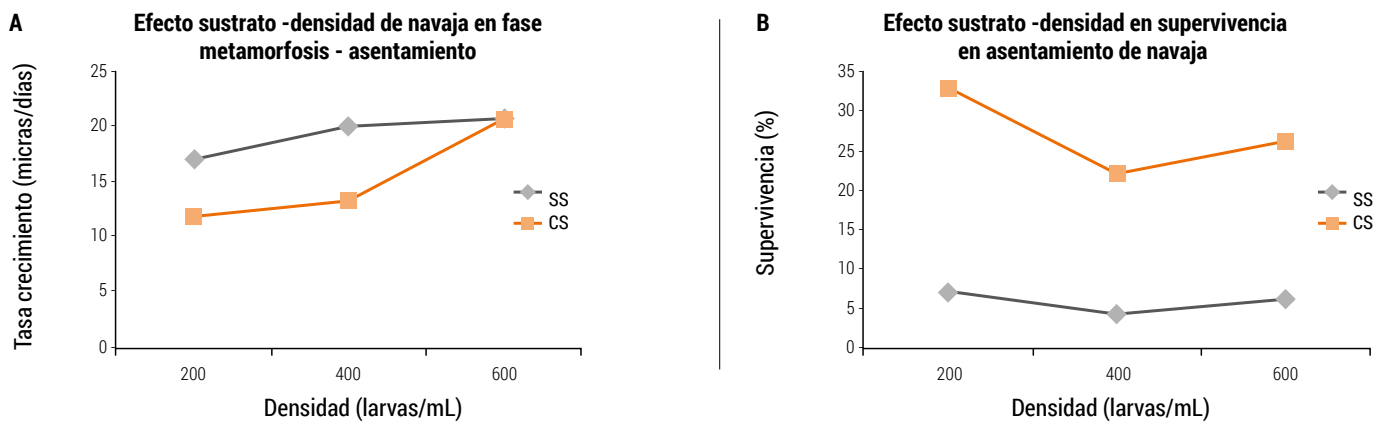 A
Efecto sustrato -densidad de navaja en fase
metamorfosis - asentamiento
Tasa crecimiento (micras/días)
25
20
15
10
5
0
200
400
600
Densidad (larvas/mL)
SS
CS
B
Efecto sustrato -densidad en supervivencia
en asentamiento de navaja
Supervivencia (%)
35
30
25
20
15
10
5
0
200
400
600
Densidad (larvas/mL)
SS
CS